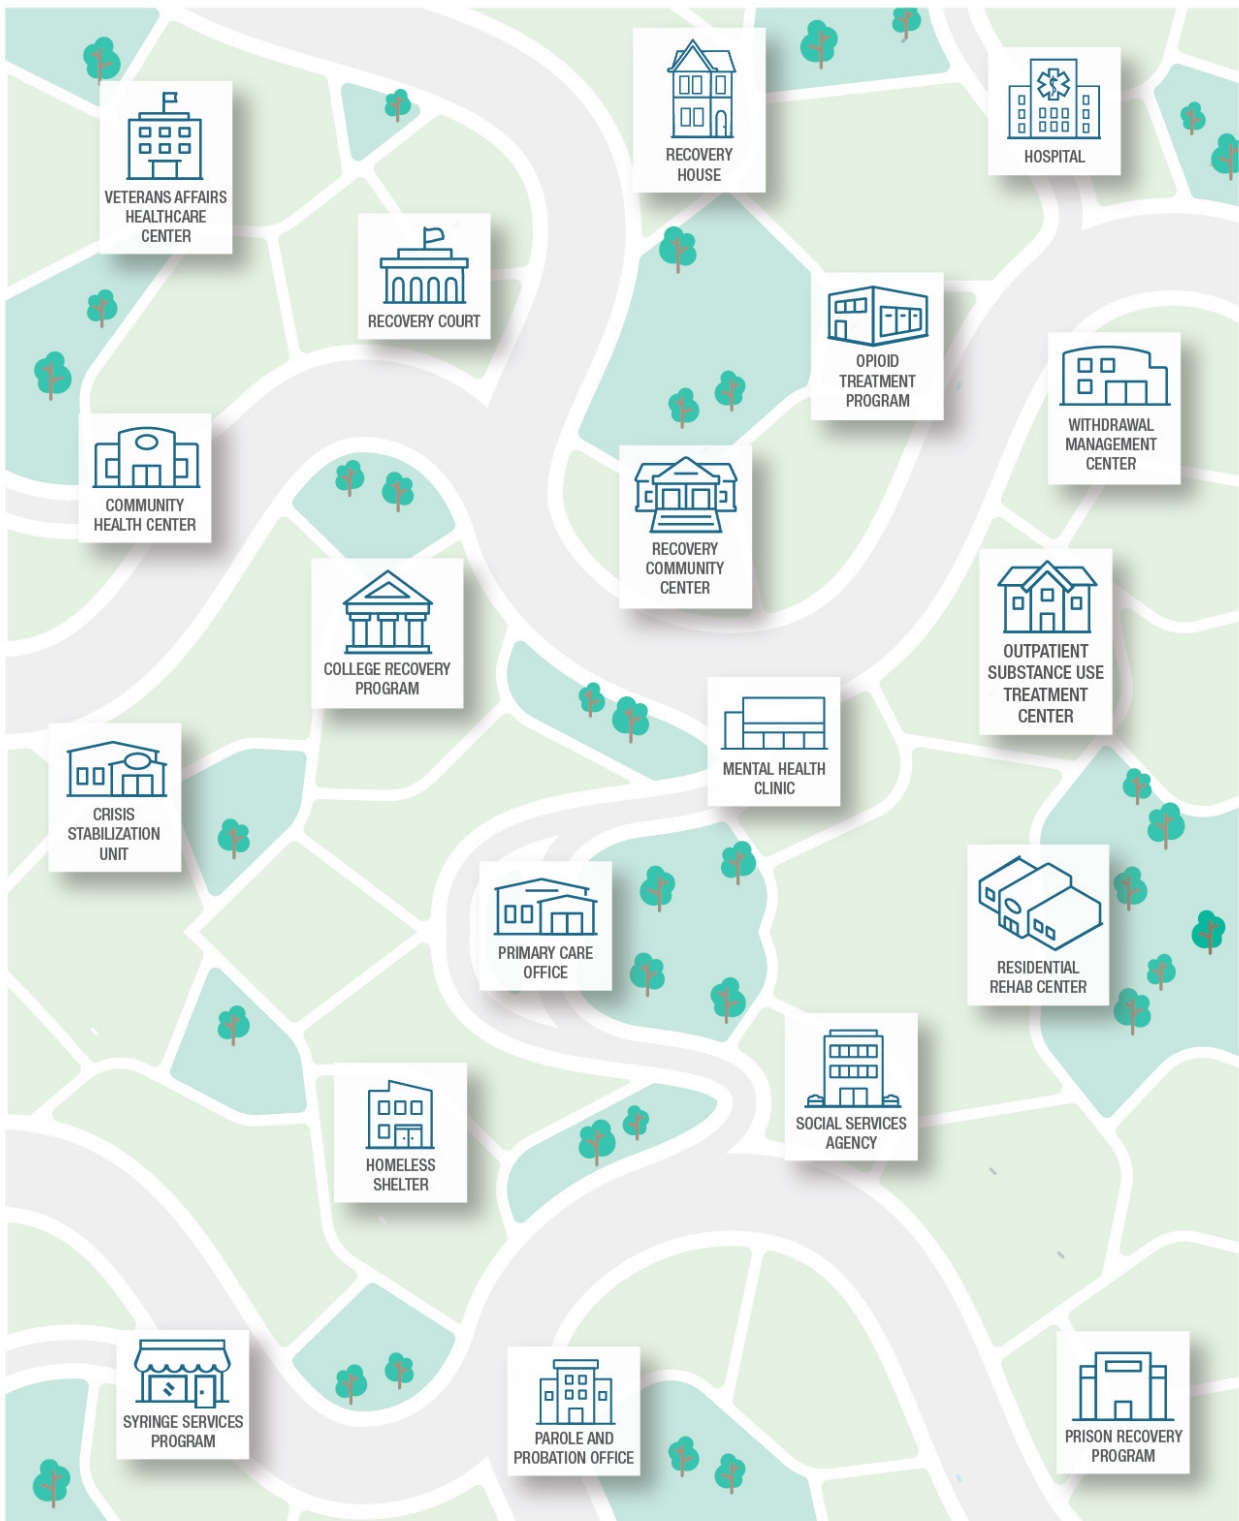 RECOVERY
HOUSE
HOSPITAL
VETERANS AFFAIRS
HEALTHCARE
CENTER
RECOVERY COURT
OPIOID
TREATMENT
PROGRAM
WITHDRAWAL
MANAGEMENT
CENTER
COMMUNITY
HEALTH CENTER
RECOVERY
COMMUNITY
CENTER
COLLEGE RECOVERY
PROGRAM
OUTPATIENT
SUBSTANCE USE
TREATMENT
CENTER
MENTAL HEALTH
CLINIC
CRISIS
STABILIZATION
UNIT
PRIMARY CARE
OFFICE
RESIDENTIAL
REHAB CENTER
SOCIAL SERVICES
AGENCY
HOMELESS
SHELTER
SYRINGE SERVICES
PROGRAM
PAROLE AND
PROBATION OFFICE
PRISON RECOVERY
PROGRAM